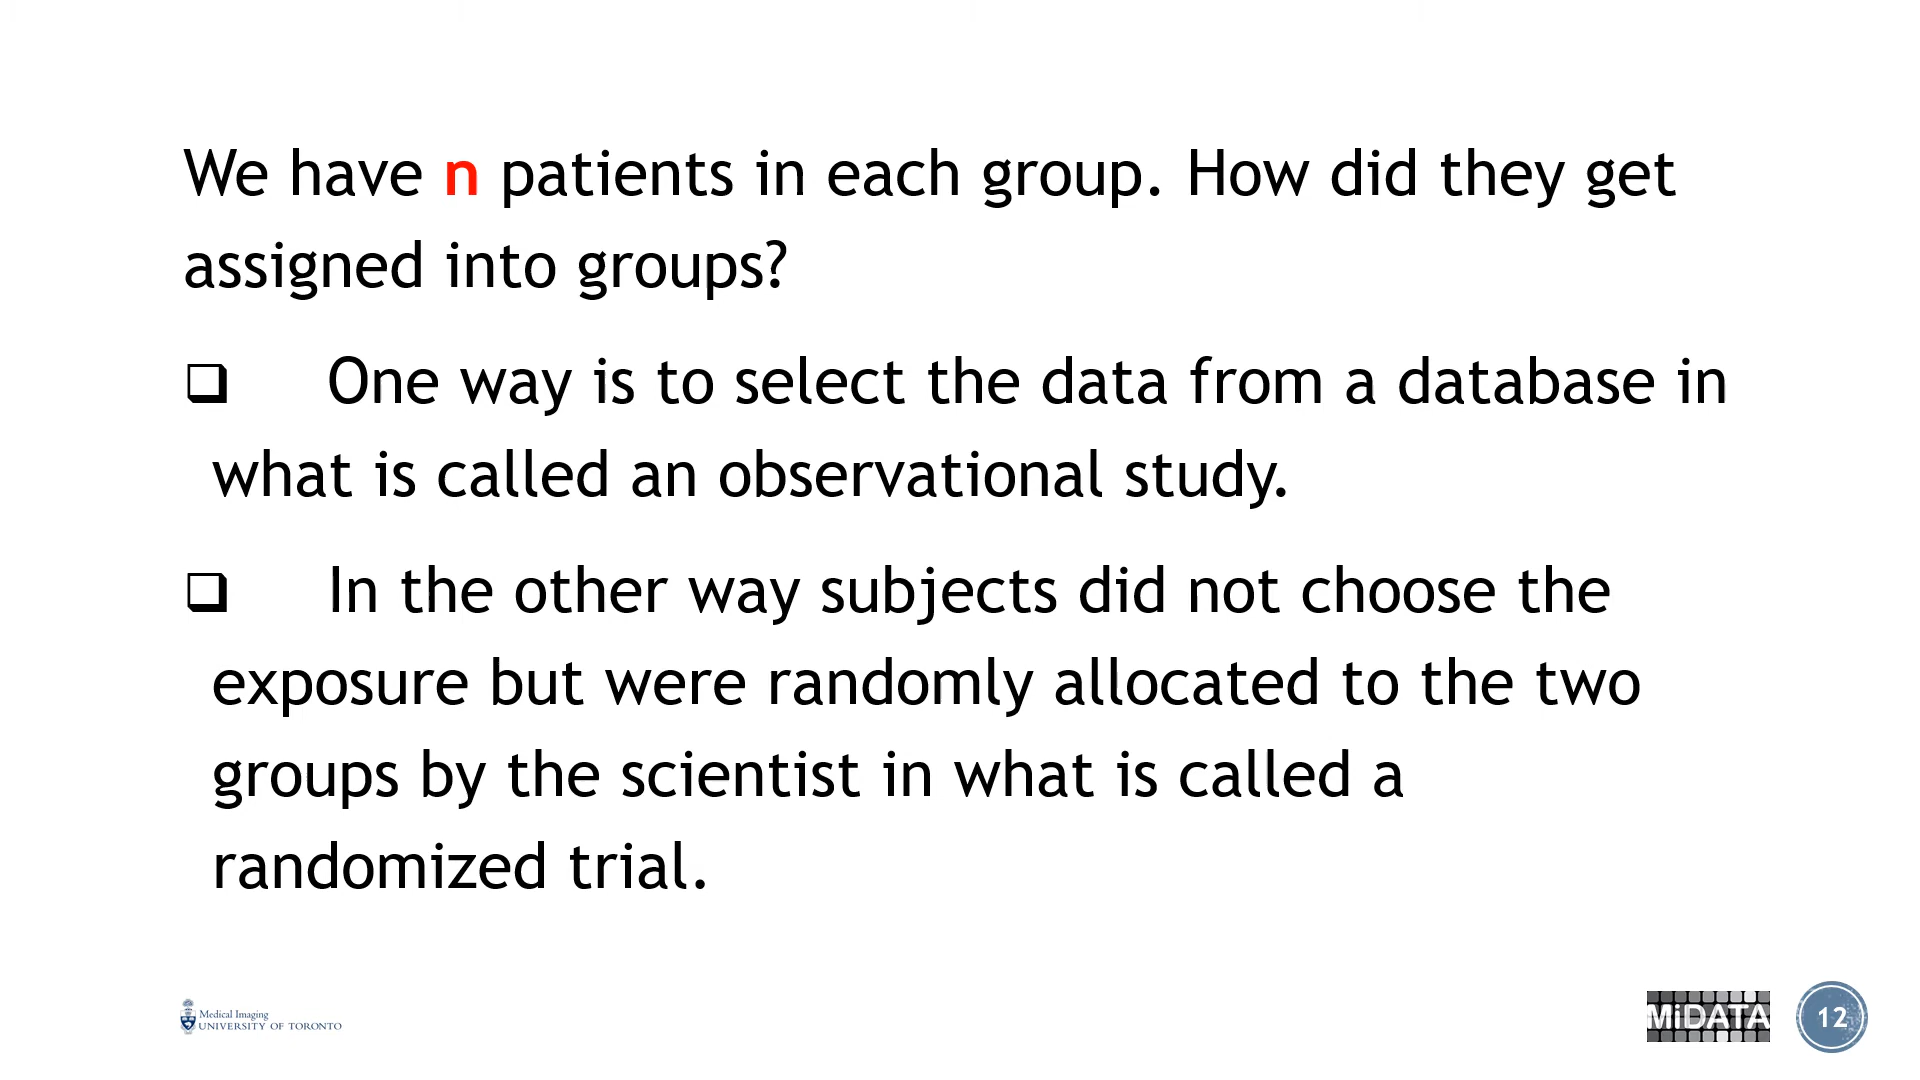 We have n patients in each group. How did they get
assigned into groups?
❑ One way is to select the data from a database in
what is called an observational study.
❑ In the other way subjects did not choose the
exposure but were randomly allocated to the two
groups by the scientist in what is called a
randomized trial.
Medical Imaging
UNIVERSITY OF TORONTO
MiDATA
12